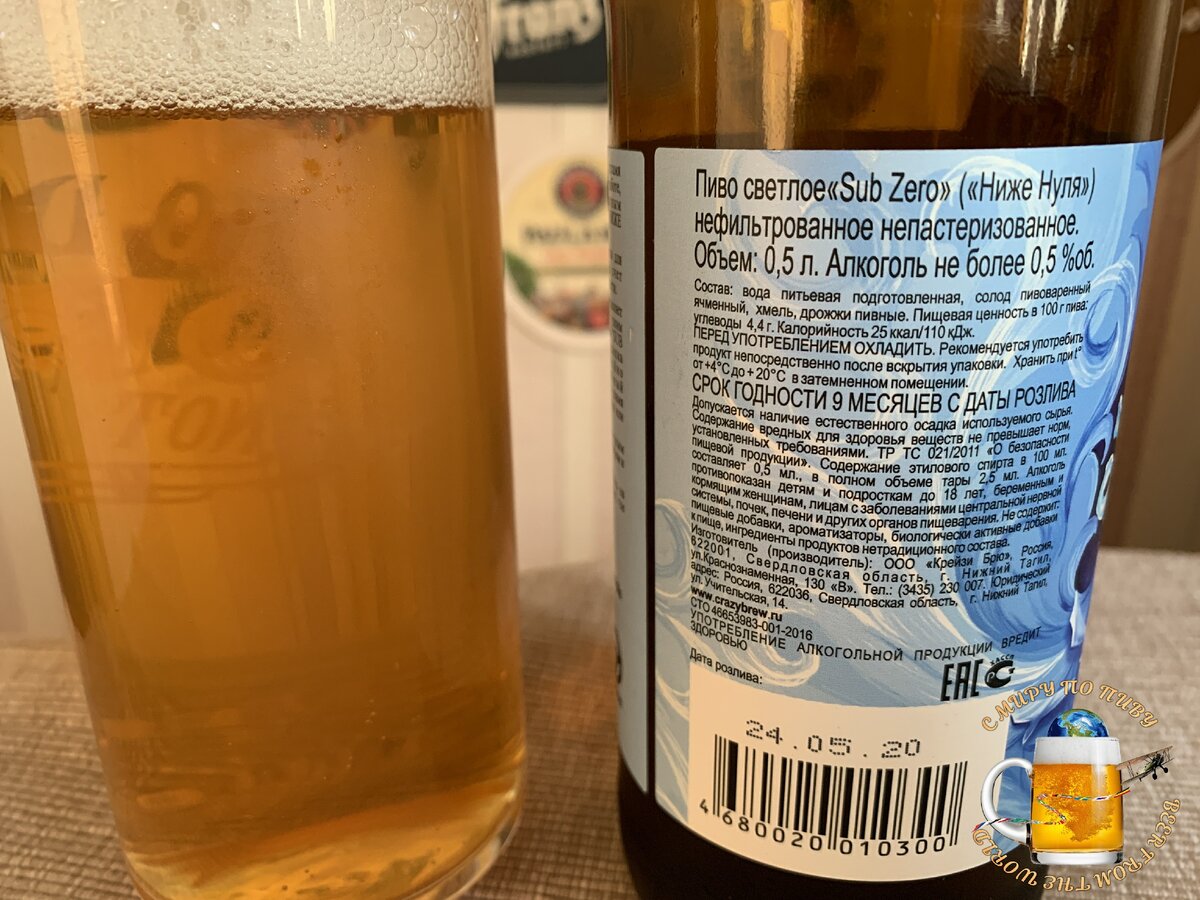 Franz
Пиво светлое«Sub Zero» («Ниже Нуля»)
нефильтрованное непастеризованное.
Объем: 0,5 л. Алкоголь не более 0,5 %об.
Состав: вода питьевая подготовленная, солод пивоваренный
ячменный, хмель, дрожжи пивные. Пищевая ценность в 100 г пива:
углеводы 4,4 г. Калорийность 25 ккал/110 кДж.
ПЕРЕД УПОТРЕБЛЕНИЕМ ОХЛАДИТЬ. Рекомендуется употребить
продукт непосредственно после вскрытия упаковки. Хранить при t°
от +4°C до + 20°C в затемненном помещении.
СРОК ГОДНОСТИ 9 МЕСЯЦЕВ С ДАТЫ РОЗЛИВА
Допускается наличие естественного осадка используемого сырья.
Содержание вредных для здоровья веществ не превышает норм,
установленных требованиями. ТР ТС 021/2011 «О безопасности
пищевой продукции». Содержание этилового спирта в 100 мл.
составляет 0,5 мл., в полном объеме тары 2,5 мл. Алкоголь
противопоказан детям и подросткам до 18 лет, беременным и
кормящим женщинам, лицам с заболеваниями центральной нервной
системы, почек, печени и других органов пищеварения. Не содержит:
пищевые добавки, ароматизаторы, биологически активные добавки
к пище, ингредиенты продуктов нетрадиционного состава.
Изготовитель (производитель): ООО «Крейзи Брю», Россия,
622001, Свердловская область, г. Нижний Тагил,
ул.Краснознаменная, 130 «В». Тел.: (3435) 230 007. Юридический
адрес: Россия, 622036, Свердловская область, г. Нижний Тагил,
ул. Учительская, 14.
www.crazybrew.ru
СТО 46653983-001-2016
УПОТРЕБЛЕНИЕ АЛКОГОЛЬНОЙ ПРОДУКЦИИ ВРЕДИТ
ЗДОРОВЬЮ
Дата розлива:
EAC
24.05.20
4 680020 010300
С МИРУ ПО ПИВУ
BEER FROM THE WORLD